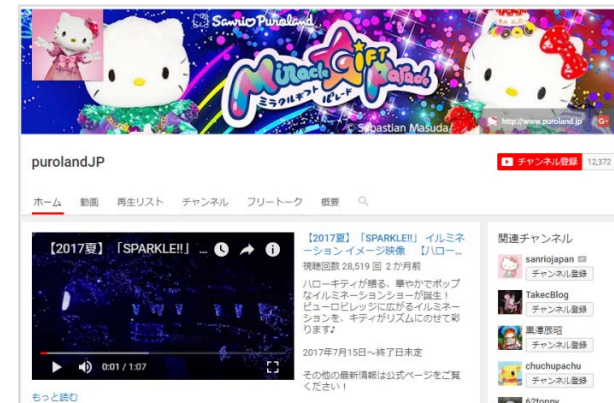 Sanrio Puroland
Miracle Gift Parade
ミラクルギフト パレード
© Sebastian Masuda
http://www.puroland.jp
G+
purolandJP
チャンネル登録 12,372
ホーム 動画 再生リスト チャンネル フリートーク 概要
【2017夏】「SPARKLE!!」 ...
0:01 / 1:07
もっと読む
【2017夏】「SPARKLE!!」 イルミネ
ーション イメージ映像 【ハロー...
視聴回数 28,519 回 2 か月前
ハローキティが贈る、華やかでポップ
なイルミネーションショーが誕生！
ピューロビレッジに広がるイルミネー
ションを、キティがリズムにのせて彩
ります♪
2017年7月15日～終了日未定
その他の最新情報は公式ページをご覧
ください！
関連チャンネル
sanriojapan
チャンネル登録
TakecBlog
チャンネル登録
黒澤辰昭
チャンネル登録
chuchupachu
チャンネル登録
62tonny